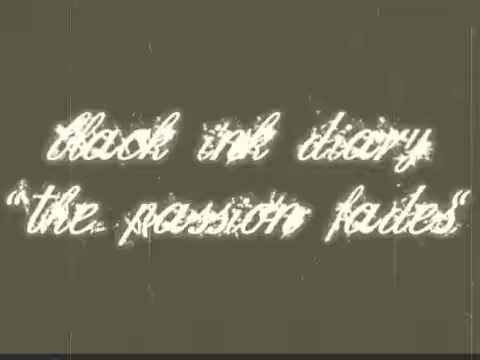 black ink diary
"the passion fades"